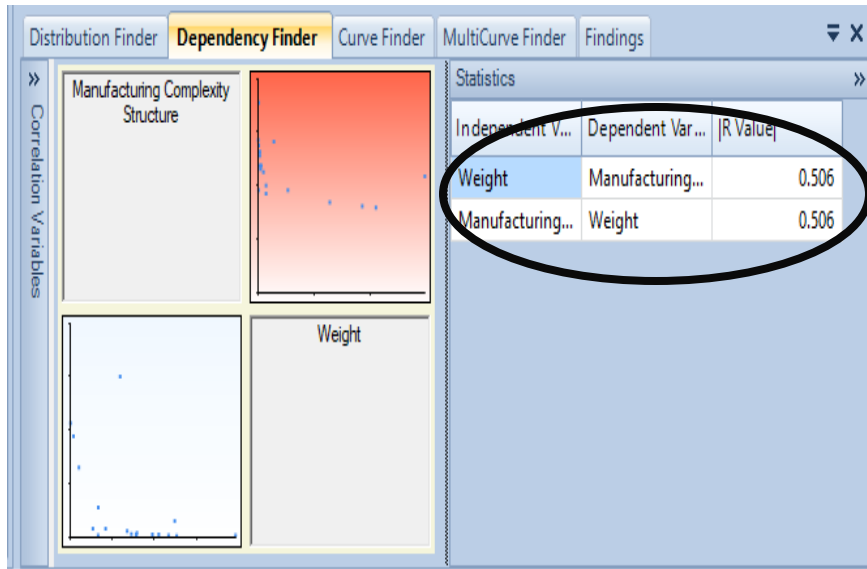 Distribution Finder Dependency Finder Curve Finder MultiCurve Finder Findings
Correlation Variables
Manufacturing Complexity
Structure
Weight
Statistics
Independent V... Dependent Var... |R Value|
Weight Manufacturing... 0.506
Manufacturing... Weight 0.506